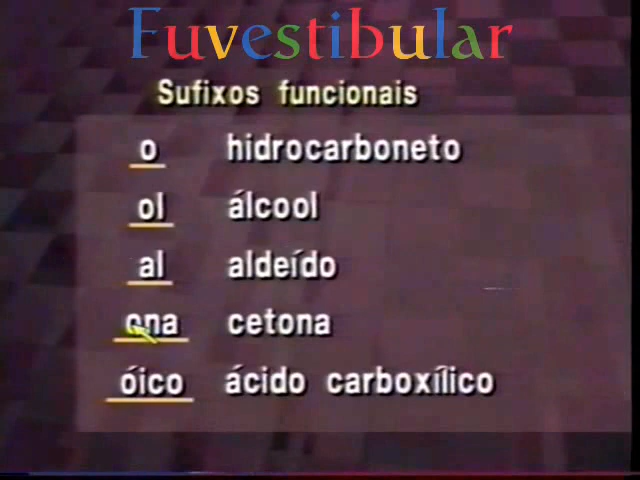 Fuvestibular
Sufixos funcionais
o hidrocarboneto
ol álcool
al aldeído
ona cetona
óico ácido carboxílico